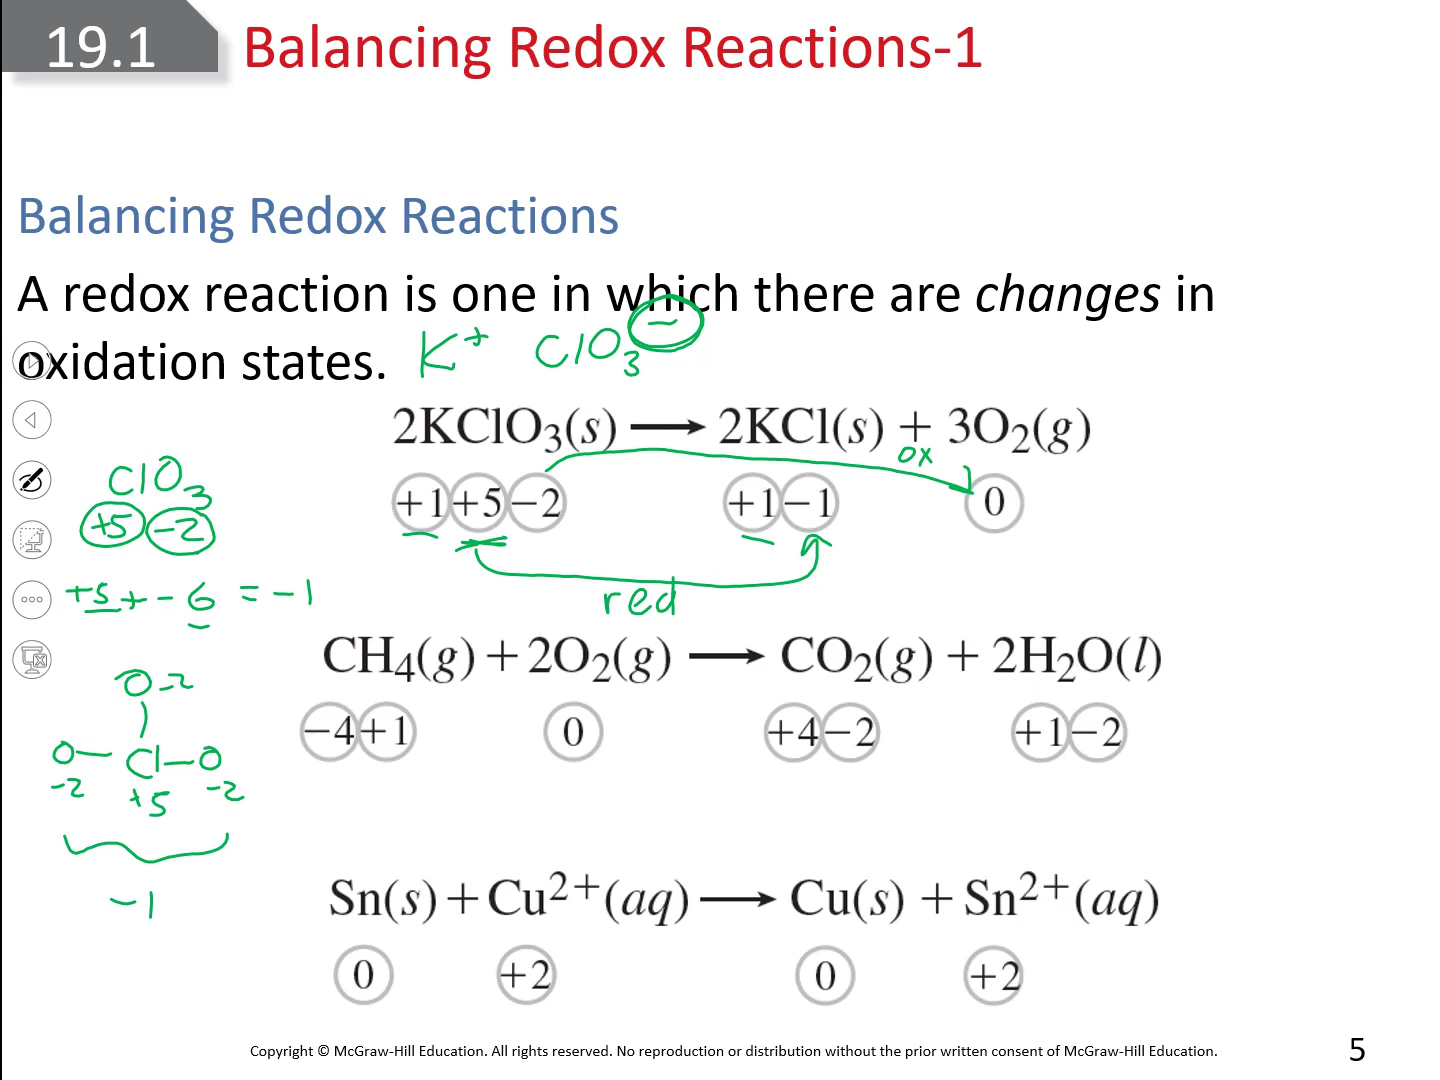 19.1 Balancing Redox Reactions-1
Balancing Redox Reactions
A redox reaction is one in which there are changes in
oxidation states. K⁺ ClO₃⁻
2KClO₃(s) ⟶ 2KCl(s) + 3O₂(g)
ox
+1 +5 −2 +1 −1 0
red
ClO₃
+5 −2
+5 + −6 = −1
O −2
O — Cl — O
−2 +5 −2
−1
CH₄(g) + 2O₂(g) ⟶ CO₂(g) + 2H₂O(l)
−4 +1 0 +4 −2 +1 −2
Sn(s) + Cu²⁺(aq) ⟶ Cu(s) + Sn²⁺(aq)
0 +2 0 +2
Copyright © McGraw-Hill Education. All rights reserved. No reproduction or distribution without the prior written consent of McGraw-Hill Education.
5